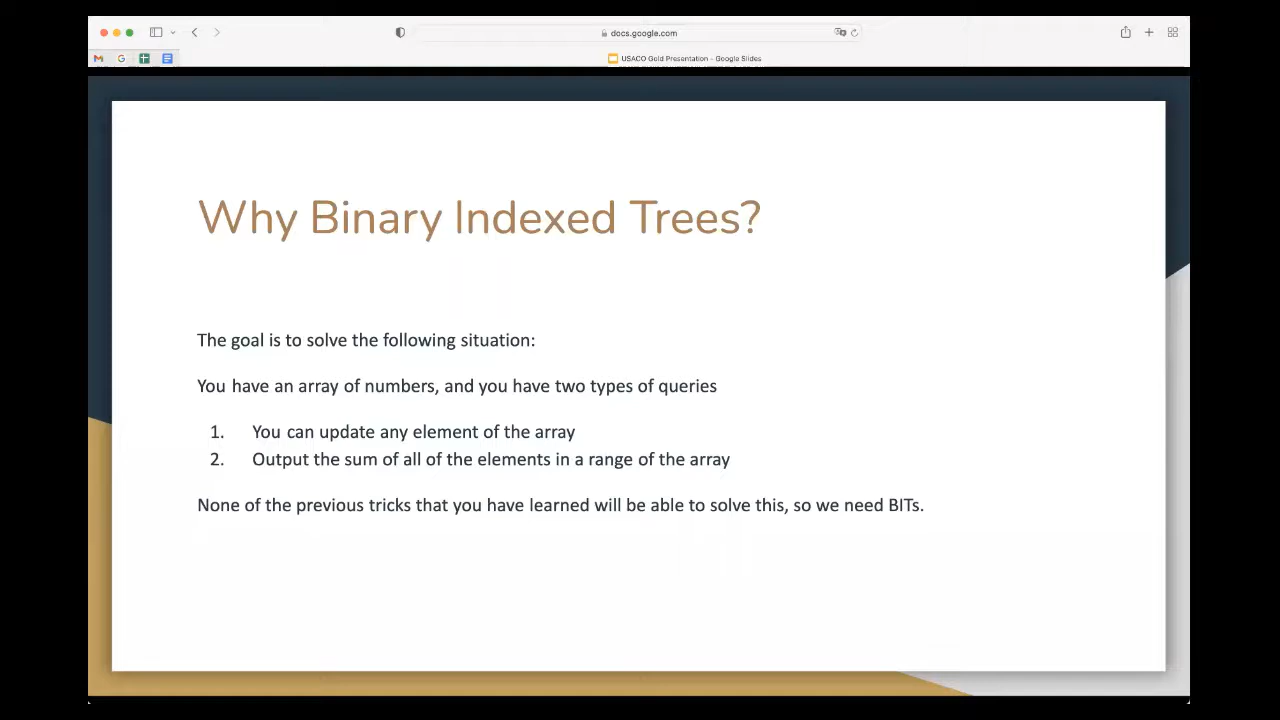 docs.google.com
USACO Gold Presentation - Google Slides
Why Binary Indexed Trees?
The goal is to solve the following situation:
You have an array of numbers, and you have two types of queries
1. You can update any element of the array
2. Output the sum of all of the elements in a range of the array
None of the previous tricks that you have learned will be able to solve this, so we need BITs.